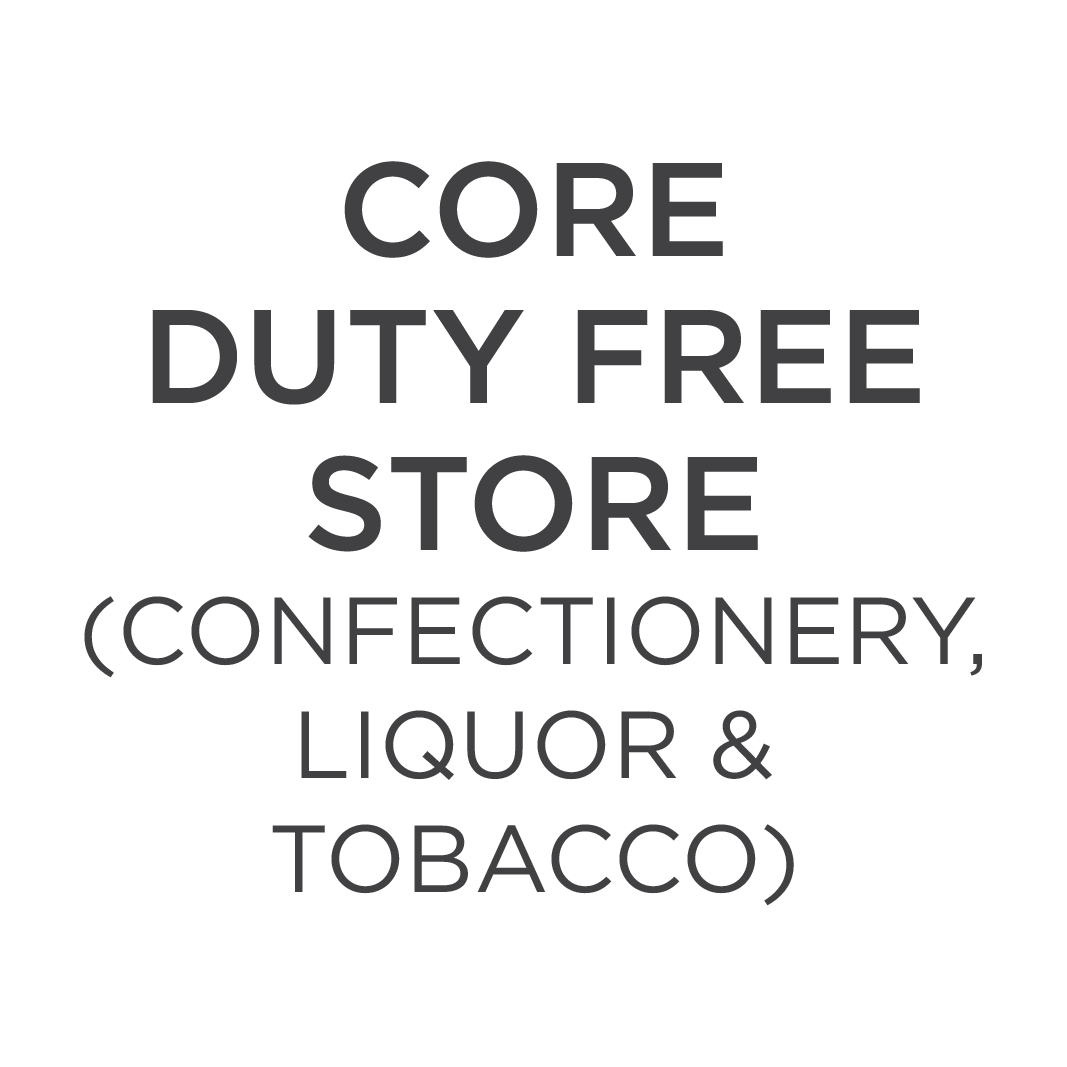 CORE
DUTY FREE
STORE
(CONFECTIONERY,
LIQUOR &
TOBACCO)